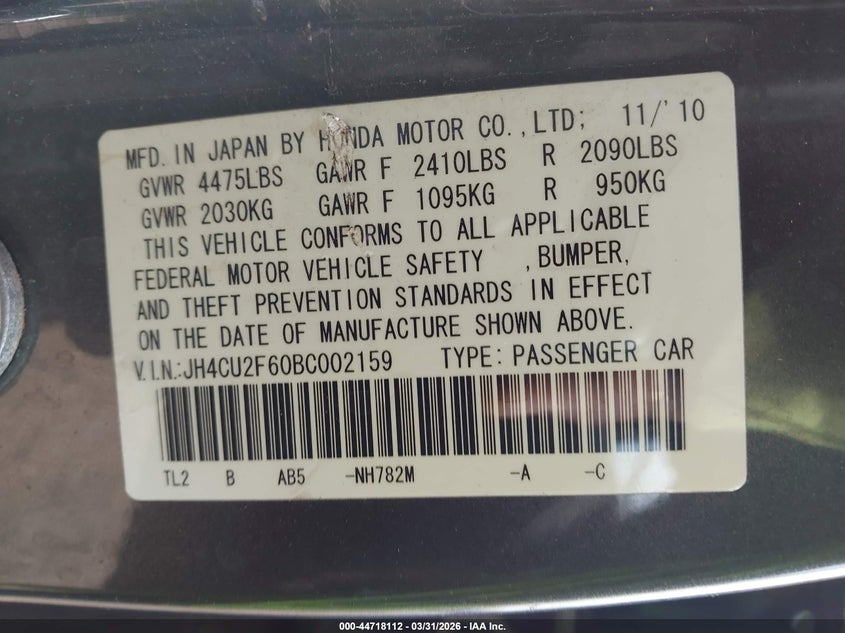 MFD. IN JAPAN BY HONDA MOTOR CO.,LTD; 11/'10
GVWR 4475LBS GAWR F 2410LBS R 2090LBS
GVWR 2030KG GAWR F 1095KG R 950KG
THIS VEHICLE CONFORMS TO ALL APPLICABLE
FEDERAL MOTOR VEHICLE SAFETY ,BUMPER,
AND THEFT PREVENTION STANDARDS IN EFFECT
ON THE DATE OF MANUFACTURE SHOWN ABOVE.
V.I.N.:JH4CU2F60BC002159 TYPE: PASSENGER CAR
TL2 B AB5 -NH782M -A -C
000-44718112 - 03/31/2026 - IAA Inc.